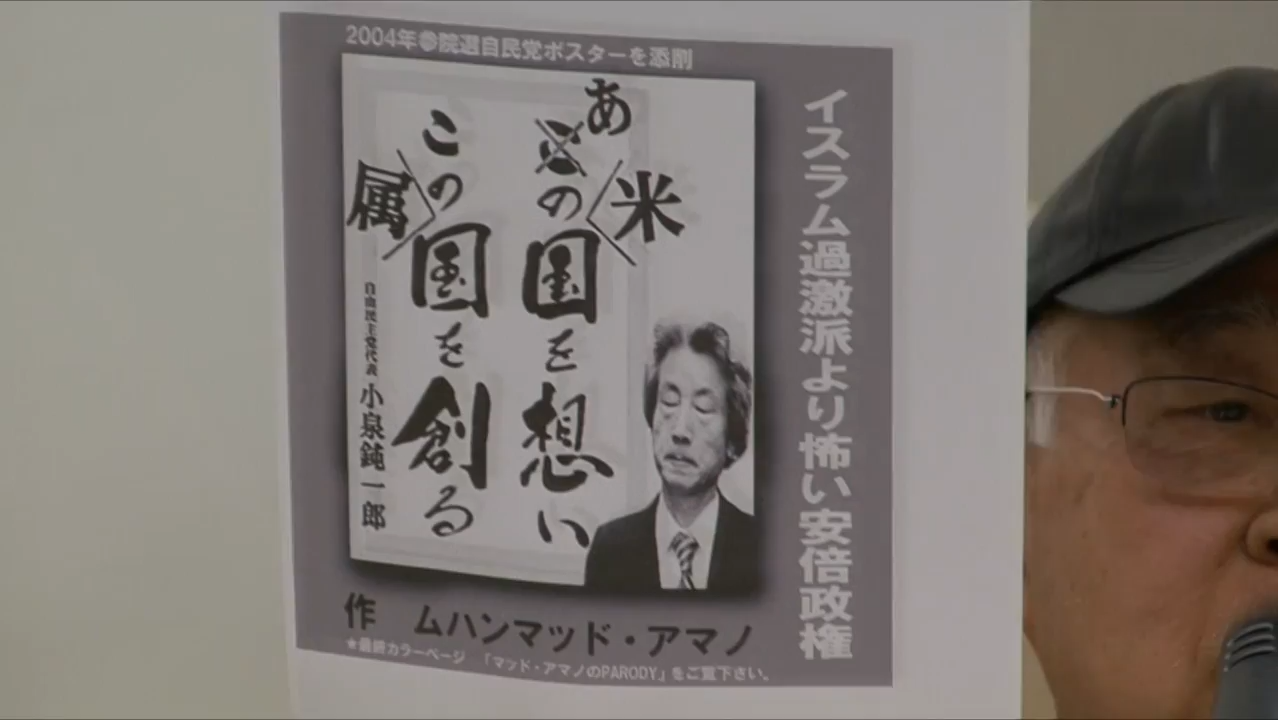 2004年参院選自民党ポスターを添削
イスラム過激派より怖い安倍政権
あ
米
この国を想い
属
この国を創る
自由民主党代表 小泉鈍一郎
作 ムハンマッド・アマノ
★最終カラーページ 「マッド・アマノのPARODY」をご覧下さい。